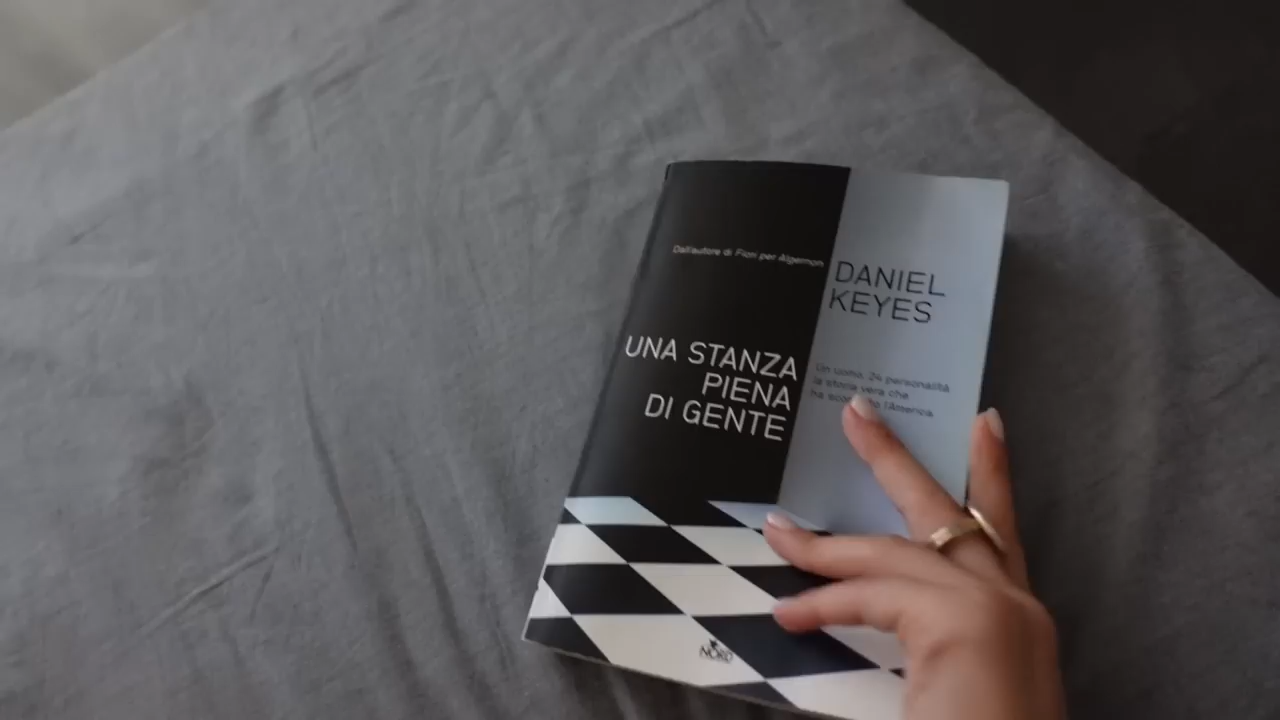 Dall'autore di Fiori per Algernon
DANIEL
KEYES
UNA STANZA
PIENA
DI GENTE
Un uomo, 24 personalità
la storia vera che
ha l'America
NORD